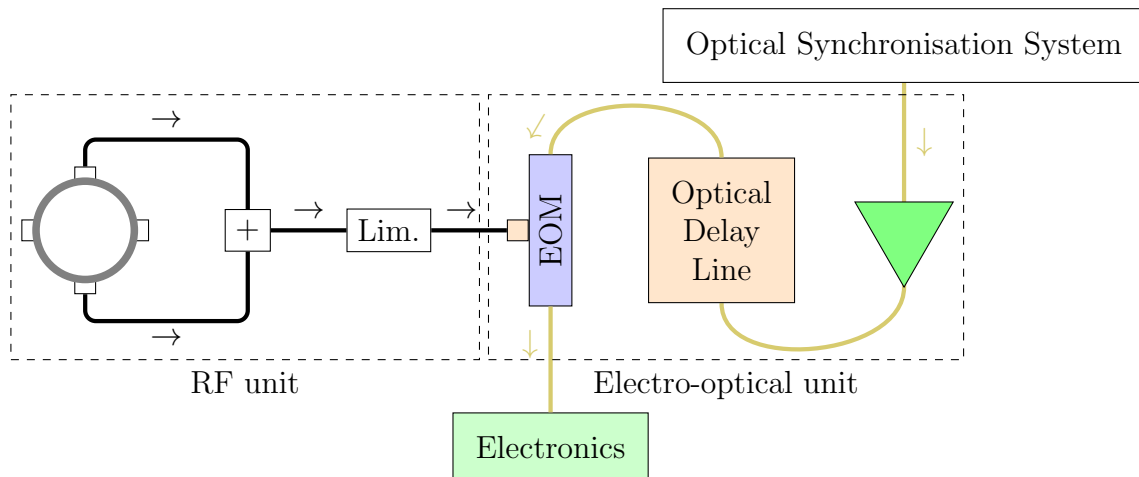 Optical Synchronisation System
→
→
→
→
→
→
→
+
Lim.
EOM
Optical
Delay
Line
RF unit
Electro-optical unit
Electronics